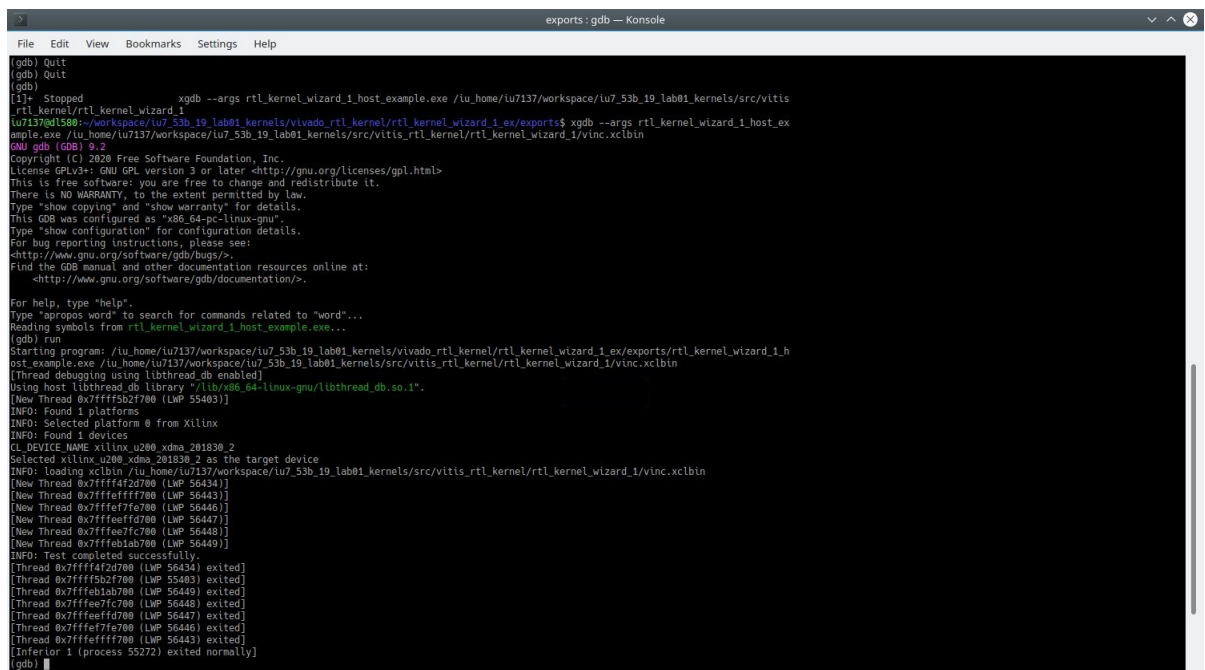 exports : gdb — Konsole
File Edit View Bookmarks Settings Help
(gdb) Quit
(gdb) Quit
(gdb)
[1]+  Stopped                 xgdb --args rtl_kernel_wizard_1_host_example.exe /iu_home/iu7137/workspace/iu7_53b_19_lab01_kernels/src/vitis
_rtl_kernel/rtl_kernel_wizard_1
iu7137@dl580:~/workspace/iu7_53b_19_lab01_kernels/vivado_rtl_kernel/rtl_kernel_wizard_1_ex/exports$ xgdb --args rtl_kernel_wizard_1_host_ex
ample.exe /iu_home/iu7137/workspace/iu7_53b_19_lab01_kernels/src/vitis_rtl_kernel/rtl_kernel_wizard_1/vinc.xclbin
GNU gdb (GDB) 9.2
Copyright (C) 2020 Free Software Foundation, Inc.
License GPLv3+: GNU GPL version 3 or later <http://gnu.org/licenses/gpl.html>
This is free software: you are free to change and redistribute it.
There is NO WARRANTY, to the extent permitted by law.
Type "show copying" and "show warranty" for details.
This GDB was configured as "x86_64-pc-linux-gnu".
Type "show configuration" for configuration details.
For bug reporting instructions, please see:
<http://www.gnu.org/software/gdb/bugs/>.
Find the GDB manual and other documentation resources online at:
    <http://www.gnu.org/software/gdb/documentation/>.
For help, type "help".
Type "apropos word" to search for commands related to "word"...
Reading symbols from rtl_kernel_wizard_1_host_example.exe...
(gdb) run
Starting program: /iu_home/iu7137/workspace/iu7_53b_19_lab01_kernels/vivado_rtl_kernel/rtl_kernel_wizard_1_ex/exports/rtl_kernel_wizard_1_h
ost_example.exe /iu_home/iu7137/workspace/iu7_53b_19_lab01_kernels/src/vitis_rtl_kernel/rtl_kernel_wizard_1/vinc.xclbin
[Thread debugging using libthread_db enabled]
Using host libthread_db library "/lib/x86_64-linux-gnu/libthread_db.so.1".
[New Thread 0x7ffff5b2f700 (LWP 55403)]
INFO: Found 1 platforms
INFO: Selected platform 0 from Xilinx
INFO: Found 1 devices
CL_DEVICE_NAME xilinx_u200_xdma_201830_2
Selected xilinx_u200_xdma_201830_2 as the target device
INFO: loading xclbin /iu_home/iu7137/workspace/iu7_53b_19_lab01_kernels/src/vitis_rtl_kernel/rtl_kernel_wizard_1/vinc.xclbin
[New Thread 0x7ffff4f2d700 (LWP 56434)]
[New Thread 0x7fffeffff700 (LWP 56443)]
[New Thread 0x7fffef7fe700 (LWP 56446)]
[New Thread 0x7fffeeffd700 (LWP 56447)]
[New Thread 0x7fffee7fc700 (LWP 56448)]
[New Thread 0x7fffeb1ab700 (LWP 56449)]
INFO: Test completed successfully.
[Thread 0x7ffff4f2d700 (LWP 56434) exited]
[Thread 0x7ffff5b2f700 (LWP 55403) exited]
[Thread 0x7fffeb1ab700 (LWP 56449) exited]
[Thread 0x7fffee7fc700 (LWP 56448) exited]
[Thread 0x7fffeeffd700 (LWP 56447) exited]
[Thread 0x7fffef7fe700 (LWP 56446) exited]
[Thread 0x7fffeffff700 (LWP 56443) exited]
[Inferior 1 (process 55272) exited normally]
(gdb)